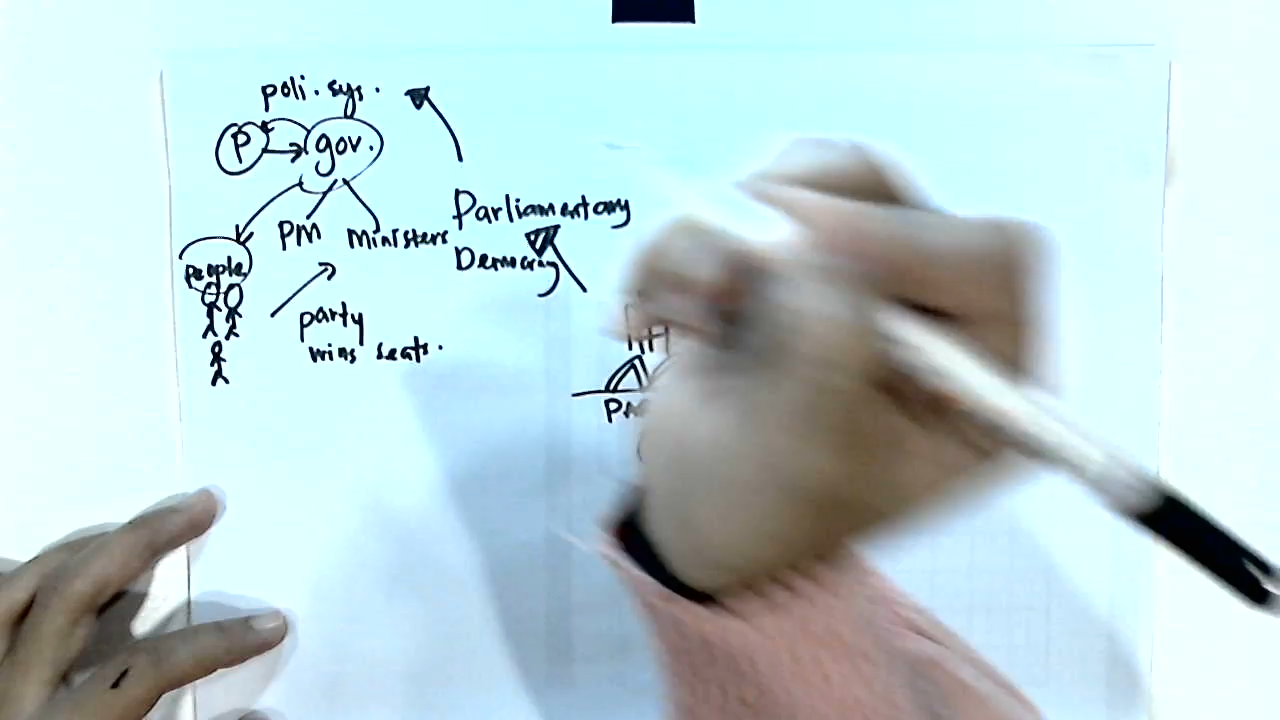 poli. sys.
P gov.
PM ministers
people
party
wins seats.
Parliamentary
Democracy